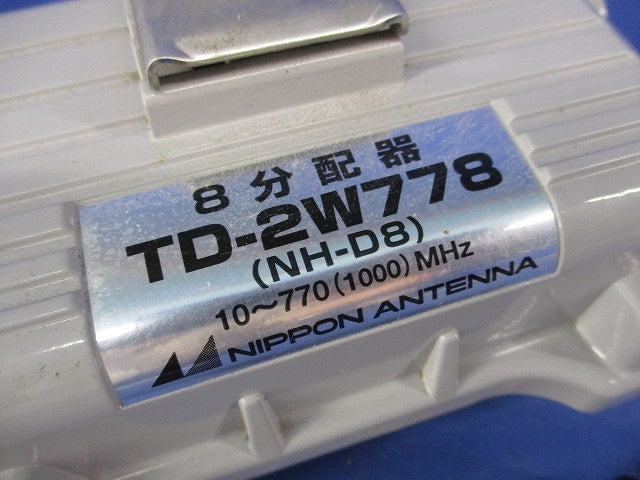 8分配器
TD-2W778
(NH-D8)
10～770(1000)MHz
NIPPON ANTENNA